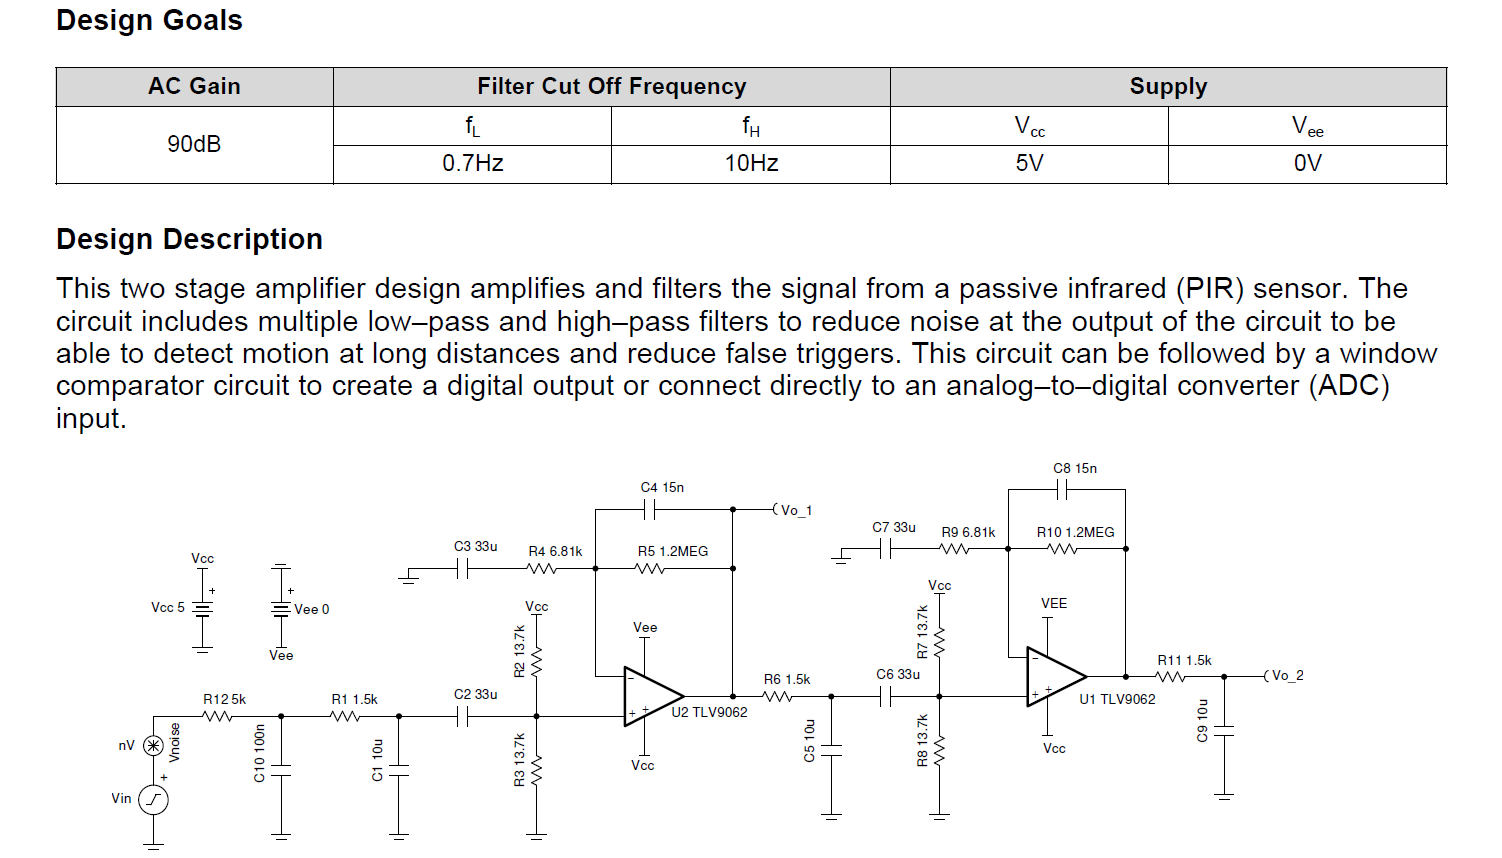 Design Goals
AC Gain
Filter Cut Off Frequency
Supply
90dB
fL
fH
Vcc
Vee
0.7Hz
10Hz
5V
0V
Design Description
This two stage amplifier design amplifies and filters the signal from a passive infrared (PIR) sensor. The
circuit includes multiple low–pass and high–pass filters to reduce noise at the output of the circuit to be
able to detect motion at long distances and reduce false triggers. This circuit can be followed by a window
comparator circuit to create a digital output or connect directly to an analog–to–digital converter (ADC)
input.
C8 15n
C4 15n
Vo_1
C7 33u
R9 6.81k
R10 1.2MEG
C3 33u
R4 6.81k
R5 1.2MEG
Vcc
+
+
Vcc 5
Vee 0
Vee
Vcc
R2 13.7k
Vee
Vcc
R7 13.7k
VEE
R12 5k
R1 1.5k
C2 33u
-
+
+
U2 TLV9062
R6 1.5k
C6 33u
-
+
+
U1 TLV9062
R11 1.5k
Vo_2
nV
Vnoise
+
Vin
C10 100n
C1 10u
R3 13.7k
Vcc
C5 10u
R8 13.7k
Vcc
C9 10u